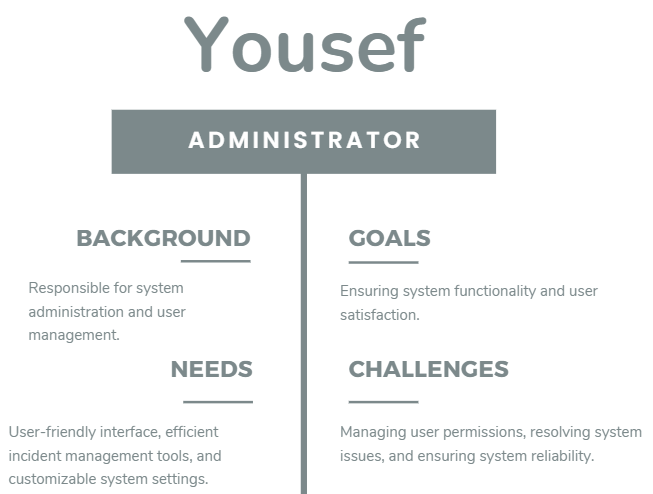 Yousef
ADMINISTRATOR
BACKGROUND
Responsible for system
administration and user
management.
GOALS
Ensuring system functionality and user
satisfaction.
NEEDS
User-friendly interface, efficient
incident management tools, and
customizable system settings.
CHALLENGES
Managing user permissions, resolving system
issues, and ensuring system reliability.